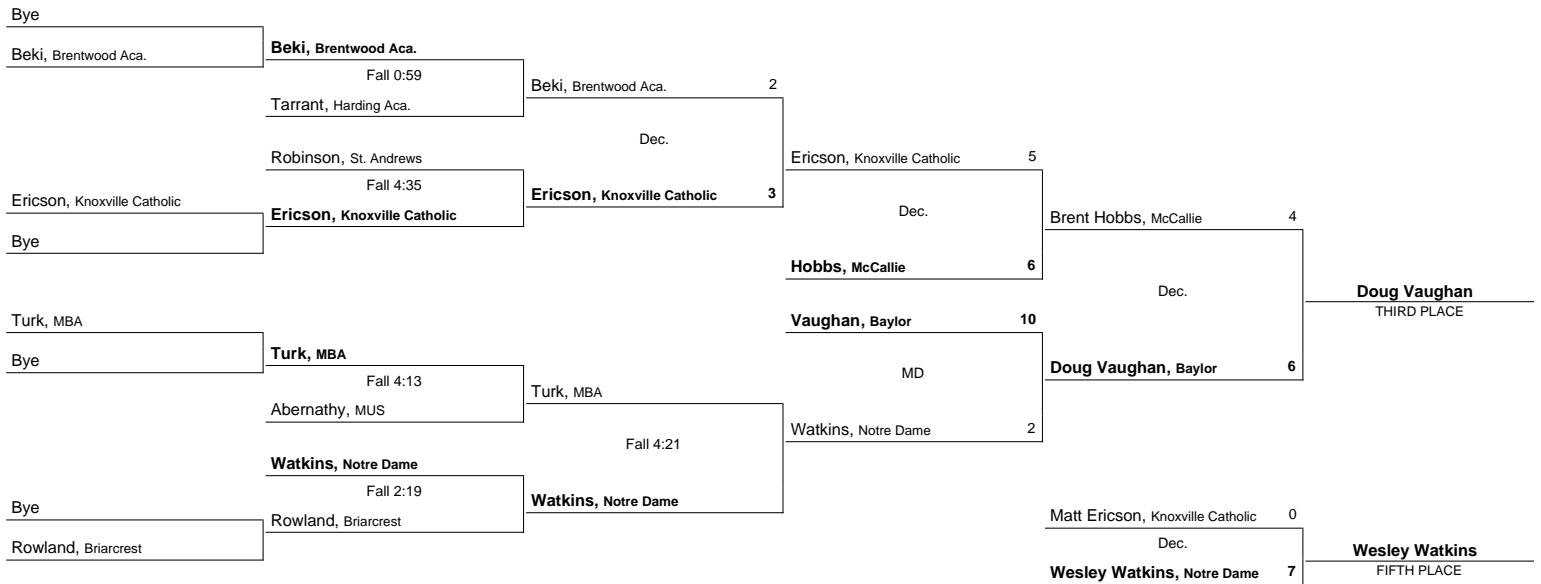 Bye
Beki, Brentwood Aca.
Beki, Brentwood Aca.
Fall 0:59
Tarrant, Harding Aca.
Beki, Brentwood Aca. 2
Dec.
Robinson, St. Andrews
Fall 4:35
Ericson, Knoxville Catholic
Ericson, Knoxville Catholic 3
Ericson, Knoxville Catholic
Bye
Ericson, Knoxville Catholic 5
Dec.
Hobbs, McCallie 6
Brent Hobbs, McCallie 4
Dec.
Doug Vaughan
THIRD PLACE
Turk, MBA
Bye
Turk, MBA
Fall 4:13
Abernathy, MUS
Turk, MBA
Fall 4:21
Vaughan, Baylor 10
MD
Watkins, Notre Dame 2
Doug Vaughan, Baylor 6
Watkins, Notre Dame
Fall 2:19
Rowland, Briarcrest
Watkins, Notre Dame
Bye
Rowland, Briarcrest
Matt Ericson, Knoxville Catholic 0
Dec.
Wesley Watkins, Notre Dame 7
Wesley Watkins
FIFTH PLACE